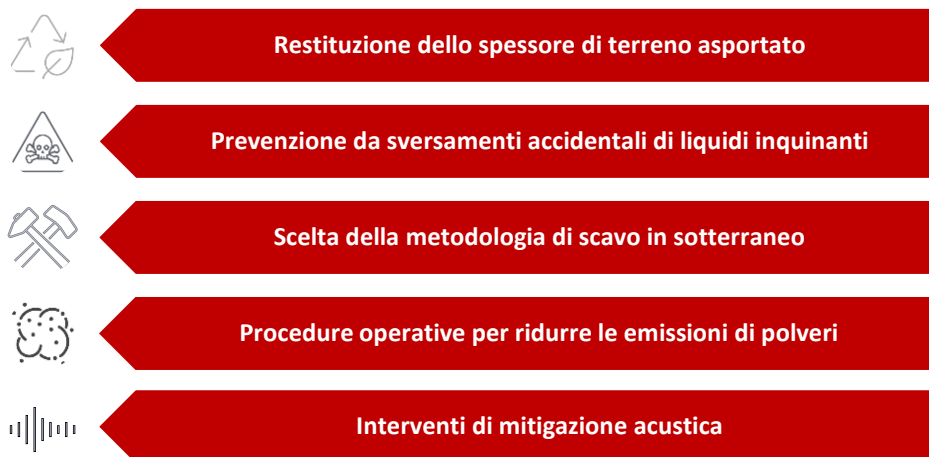 Restituzione dello spessore di terreno asportato
Prevenzione da sversamenti accidentali di liquidi inquinanti
Scelta della metodologia di scavo in sotterraneo
Procedure operative per ridurre le emissioni di polveri
Interventi di mitigazione acustica